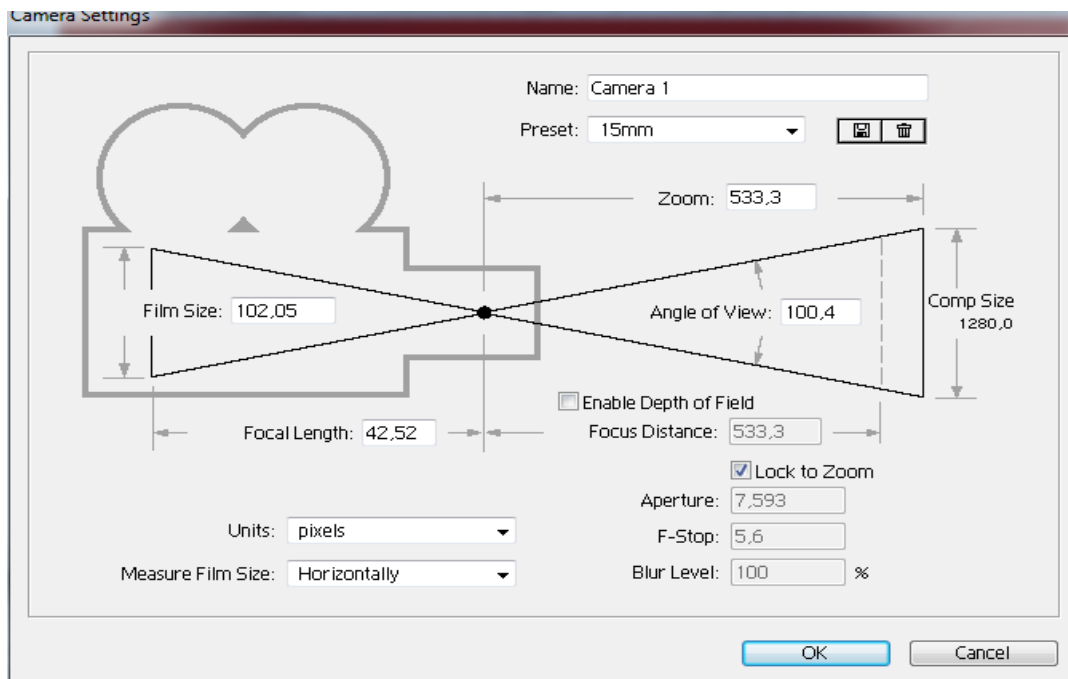 Camera Settings
Name: Camera 1
Preset: 15mm
Zoom: 533,3
Film Size: 102,05
Angle of View: 100,4
Comp Size
1280,0
Enable Depth of Field
Focal Length: 42,52
Focus Distance: 533,3
Lock to Zoom
Aperture: 7,593
Units: pixels
F-Stop: 5,6
Measure Film Size: Horizontally
Blur Level: 100 %
OK
Cancel